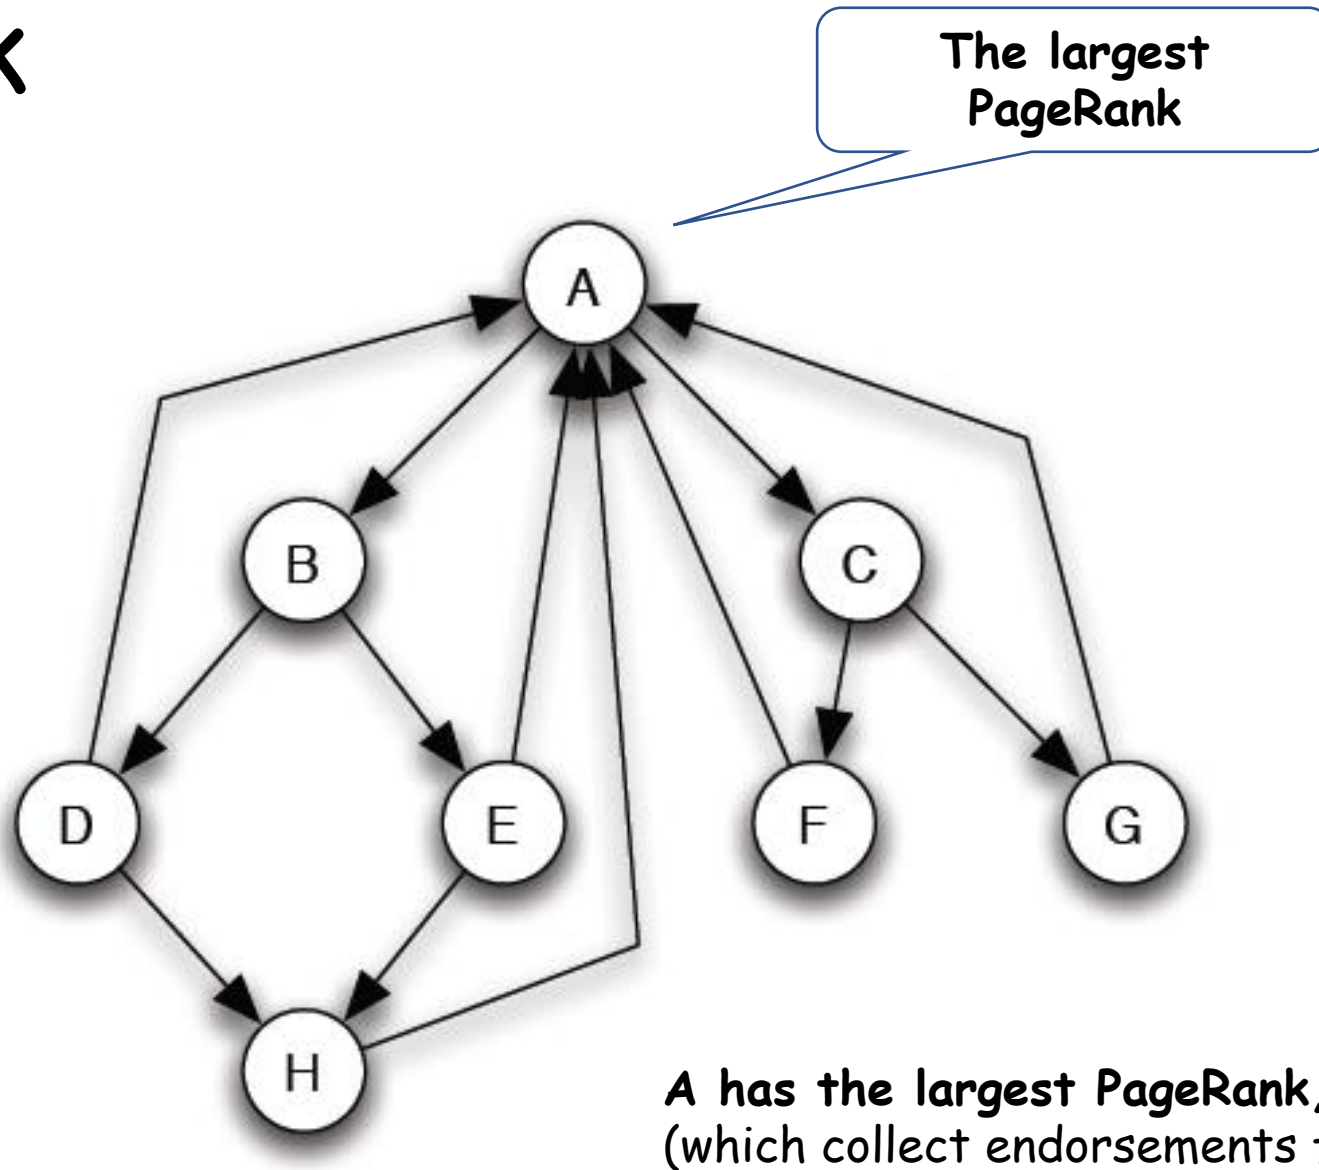 k
The largest
PageRank
A
B
C
D
E
F
G
H
A has the largest PageRank,
(which collect endorsements